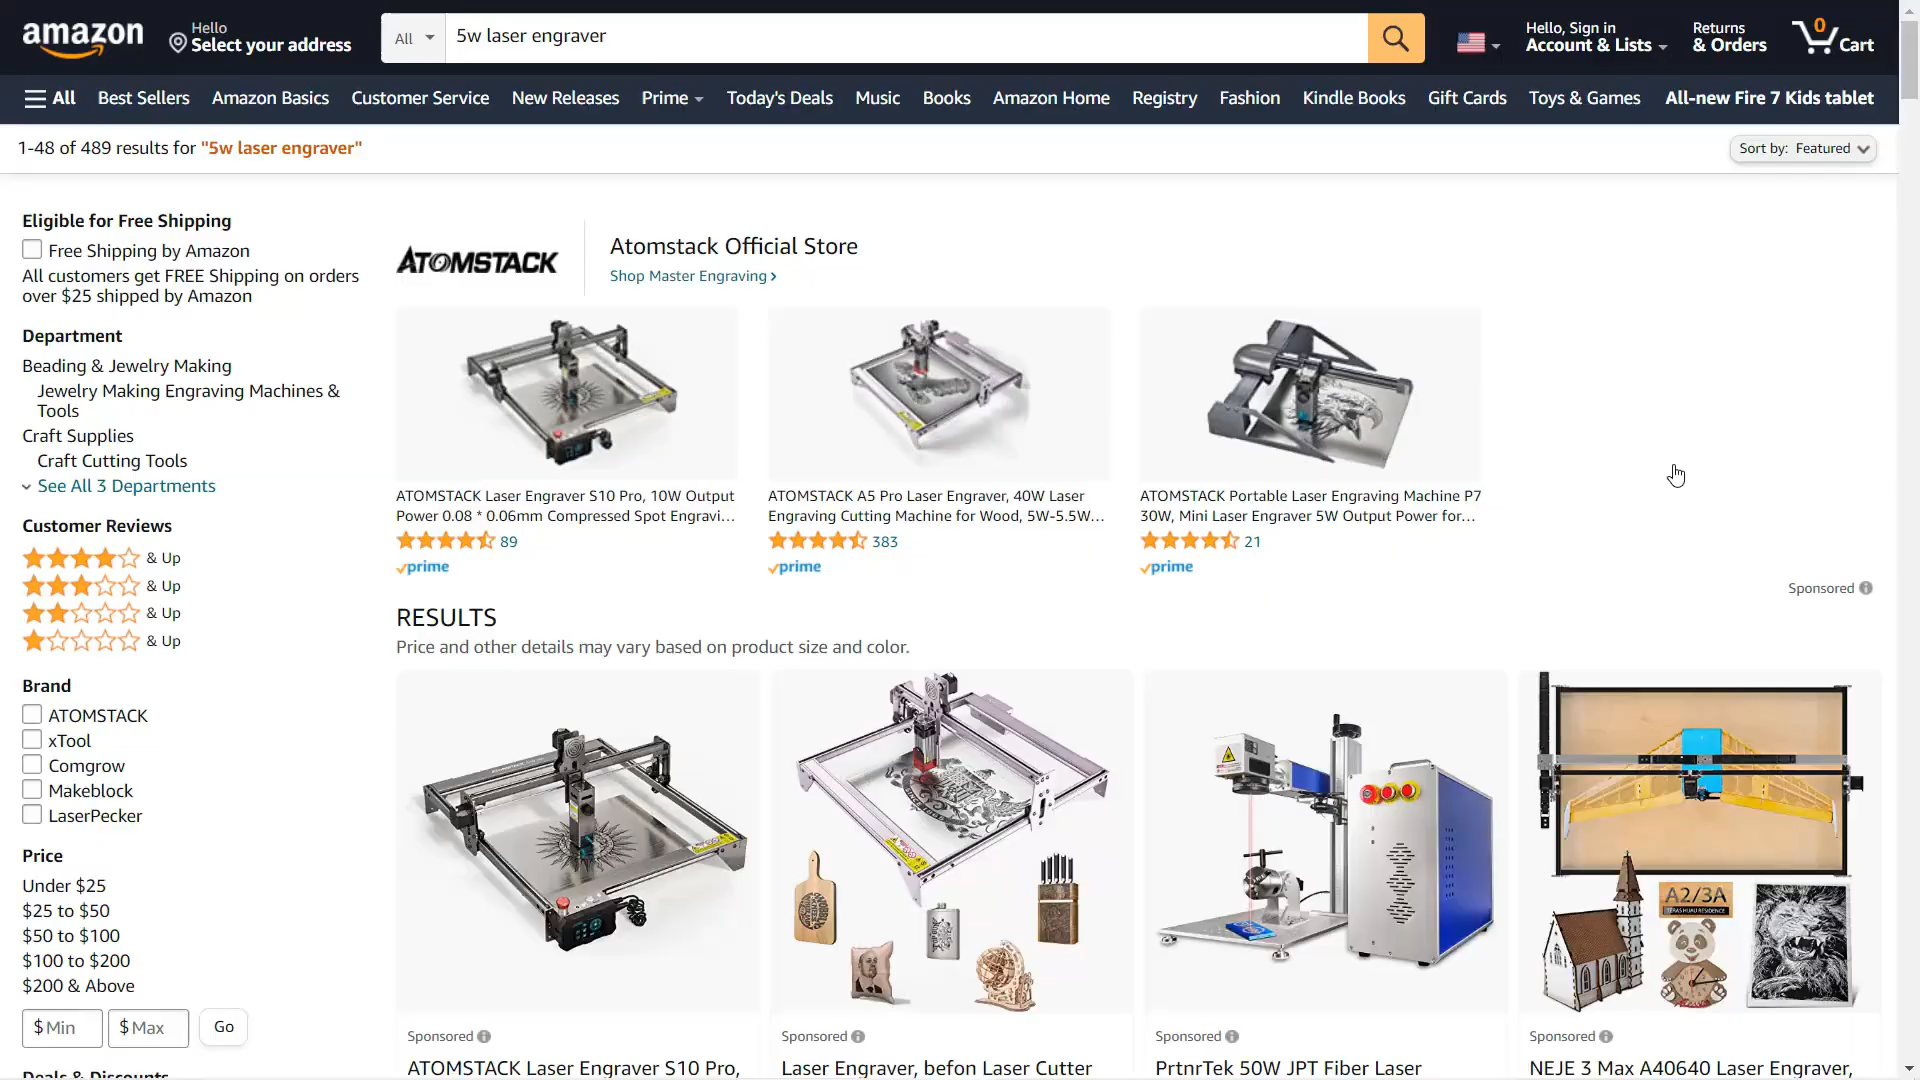 amazon
Hello
Select your address
All
5w laser engraver
Hello, Sign in
Account & Lists
Returns
& Orders
0
Cart
All
Best Sellers
Amazon Basics
Customer Service
New Releases
Prime
Today's Deals
Music
Books
Amazon Home
Registry
Fashion
Kindle Books
Gift Cards
Toys & Games
All-new Fire 7 Kids tablet
1-48 of 489 results for "5w laser engraver"
Sort by: Featured
Eligible for Free Shipping
Free Shipping by Amazon
All customers get FREE Shipping on orders
over $25 shipped by Amazon
Department
Beading & Jewelry Making
Jewelry Making Engraving Machines &
Tools
Craft Supplies
Craft Cutting Tools
See All 3 Departments
Customer Reviews
& Up
& Up
& Up
& Up
Brand
ATOMSTACK
xTool
Comgrow
Makeblock
LaserPecker
Price
Under $25
$25 to $50
$50 to $100
$100 to $200
$200 & Above
$ Min
$ Max
Go
Deals & Discounts
ATOMSTACK
Atomstack Official Store
Shop Master Engraving ›
ATOMSTACK Laser Engraver S10 Pro, 10W Output
Power 0.08 * 0.06mm Compressed Spot Engravi...
89
prime
ATOMSTACK A5 Pro Laser Engraver, 40W Laser
Engraving Cutting Machine for Wood, 5W-5.5W...
383
prime
ATOMSTACK Portable Laser Engraving Machine P7
30W, Mini Laser Engraver 5W Output Power for...
21
prime
Sponsored
RESULTS
Price and other details may vary based on product size and color.
A2/3A
Sponsored
ATOMSTACK Laser Engraver S10 Pro,
Sponsored
Laser Engraver, befon Laser Cutter
Sponsored
PrtnrTek 50W JPT Fiber Laser
Sponsored
NEJE 3 Max A40640 Laser Engraver,